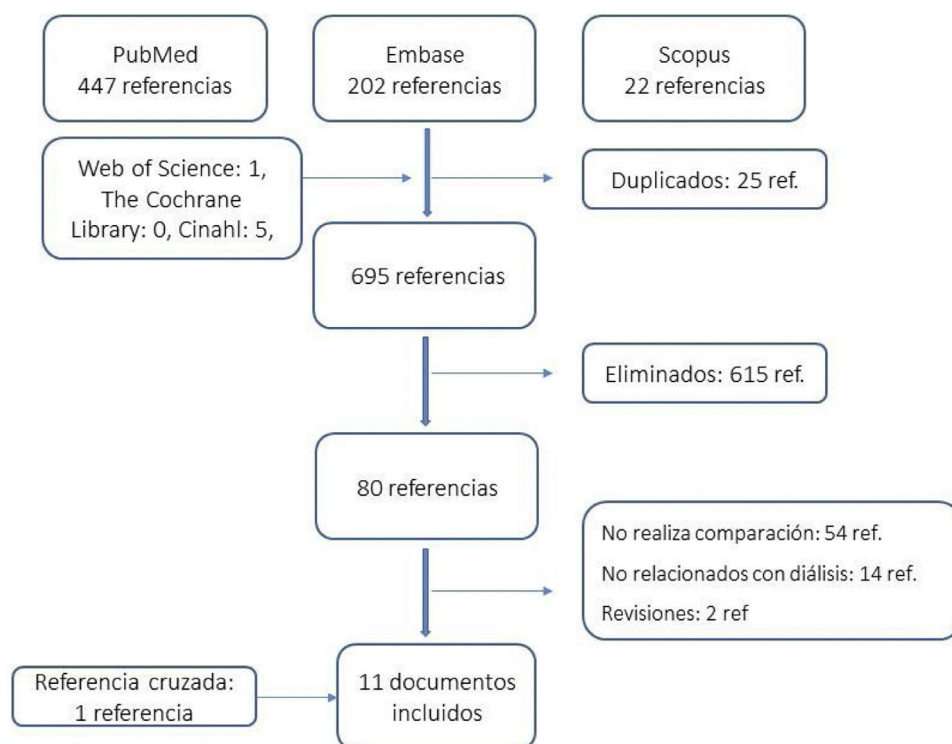 PubMed
447 referencias
Embase
202 referencias
Scopus
22 referencias
Web of Science: 1,
The Cochrane
Library: 0, Cinahl: 5,
Duplicados: 25 ref.
695 referencias
Eliminados: 615 ref.
80 referencias
No realiza comparación: 54 ref.
No relacionados con diálisis: 14 ref.
Revisiones: 2 ref
Referencia cruzada:
1 referencia
11 documentos
incluidos